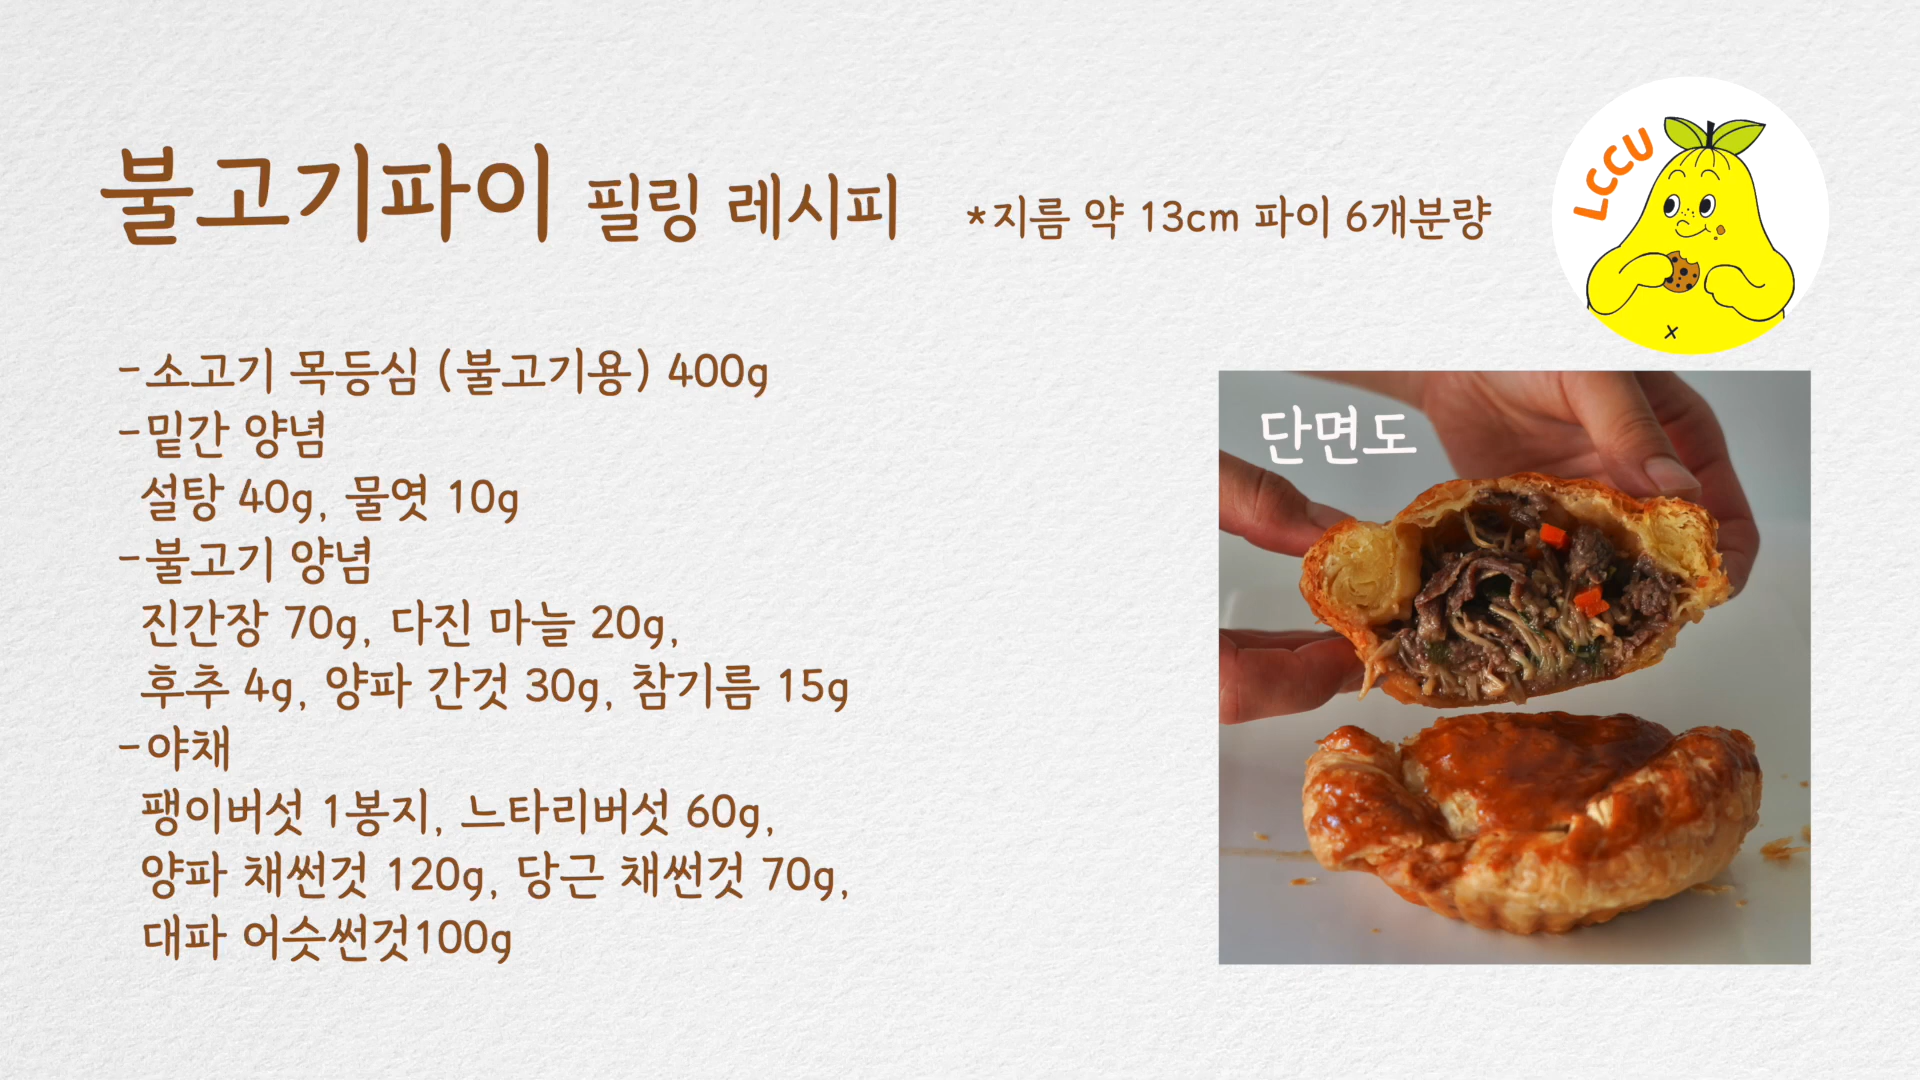 불고기파이 필링 레시피 *지름 약 13cm 파이 6개분량
LCCU
-소고기 목등심 (불고기용) 400g
-밑간 양념
설탕 40g, 물엿 10g
-불고기 양념
진간장 70g, 다진 마늘 20g,
후추 4g, 양파 간것 30g, 참기름 15g
-야채
팽이버섯 1봉지, 느타리버섯 60g,
양파 채썬것 120g, 당근 채썬것 70g,
대파 어슷썬것100g
단면도